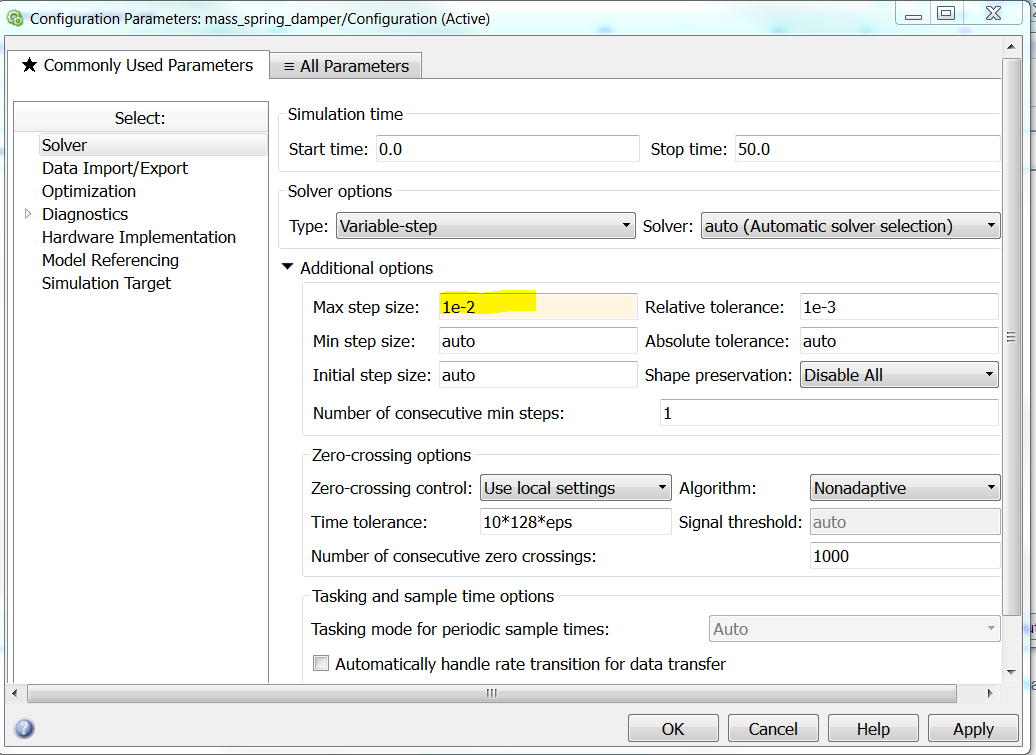 Configuration Parameters: mass_spring_damper/Configuration (Active)
★ Commonly Used Parameters ≡ All Parameters
Select:
Solver
Data Import/Export
Optimization
Diagnostics
Hardware Implementation
Model Referencing
Simulation Target
Simulation time
Start time: 0.0 Stop time: 50.0
Solver options
Type: Variable-step Solver: auto (Automatic solver selection)
Additional options
Max step size: 1e-2 Relative tolerance: 1e-3
Min step size: auto Absolute tolerance: auto
Initial step size: auto Shape preservation: Disable All
Number of consecutive min steps: 1
Zero-crossing options
Zero-crossing control: Use local settings Algorithm: Nonadaptive
Time tolerance: 10*128*eps Signal threshold: auto
Number of consecutive zero crossings: 1000
Tasking and sample time options
Tasking mode for periodic sample times: Auto
Automatically handle rate transition for data transfer
? OK Cancel Help Apply